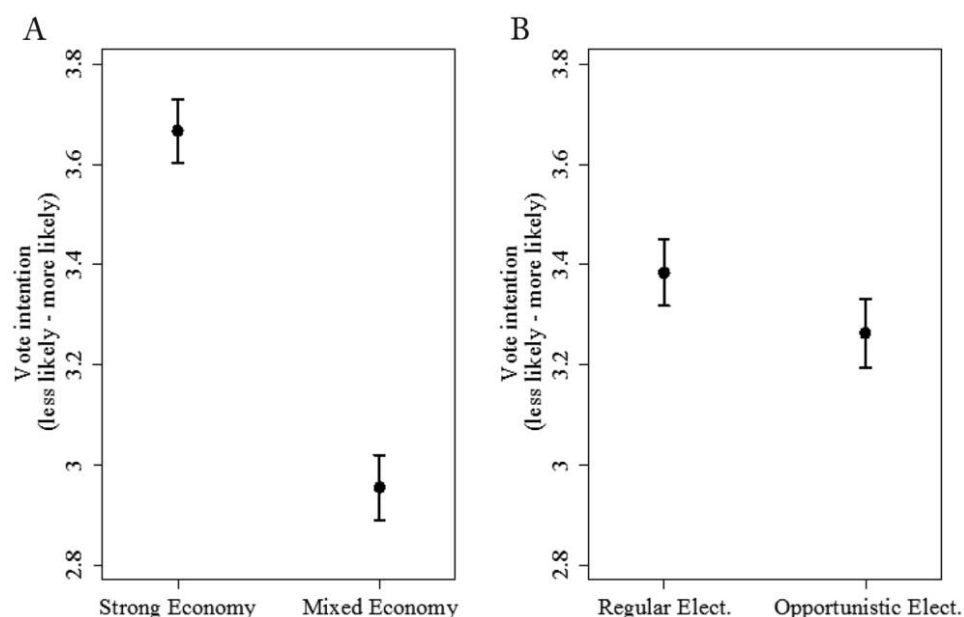 A
3.8
3.6
3.4
3.2
3
2.8
Vote intention
(less likely - more likely)
Strong Economy
Mixed Economy
B
3.8
3.6
3.4
3.2
3
2.8
Vote intention
(less likely - more likely)
Regular Elect.
Opportunistic Elect.